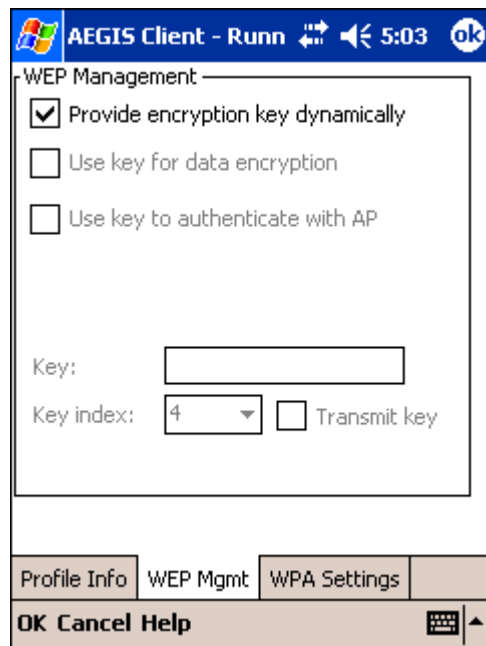 AEGIS Client - Runn 5:03 ok
WEP Management
Provide encryption key dynamically
Use key for data encryption
Use key to authenticate with AP
Key:
Key index: 4 Transmit key
Profile Info WEP Mgmt WPA Settings
OK Cancel Help